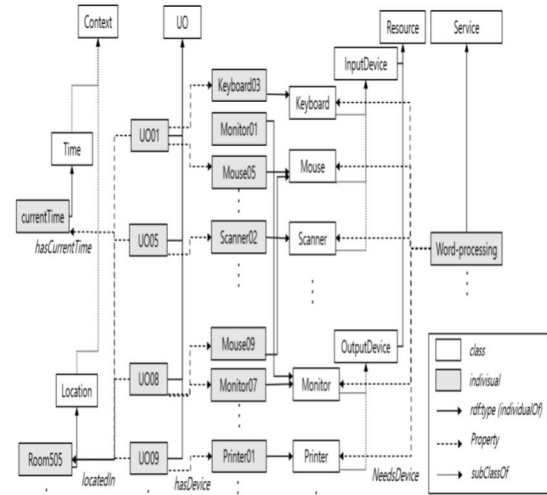 Context
UO
Resource
Service
InputDevice
Keyboard03
Keyboard
Monitor01
UO01
Time
Mouse05
Mouse
currentTime
hasCurrentTime
UO05
Scanner02
Scanner
Word-processing
Mouse09
OutputDevice
class
indivisual
Location
UO08
Monitor07
Monitor
rdf:type (individualOf)
Property
Room505
UO09
Printer01
Printer
subClassOf
locatedIn
hasDevice
NeedsDevice